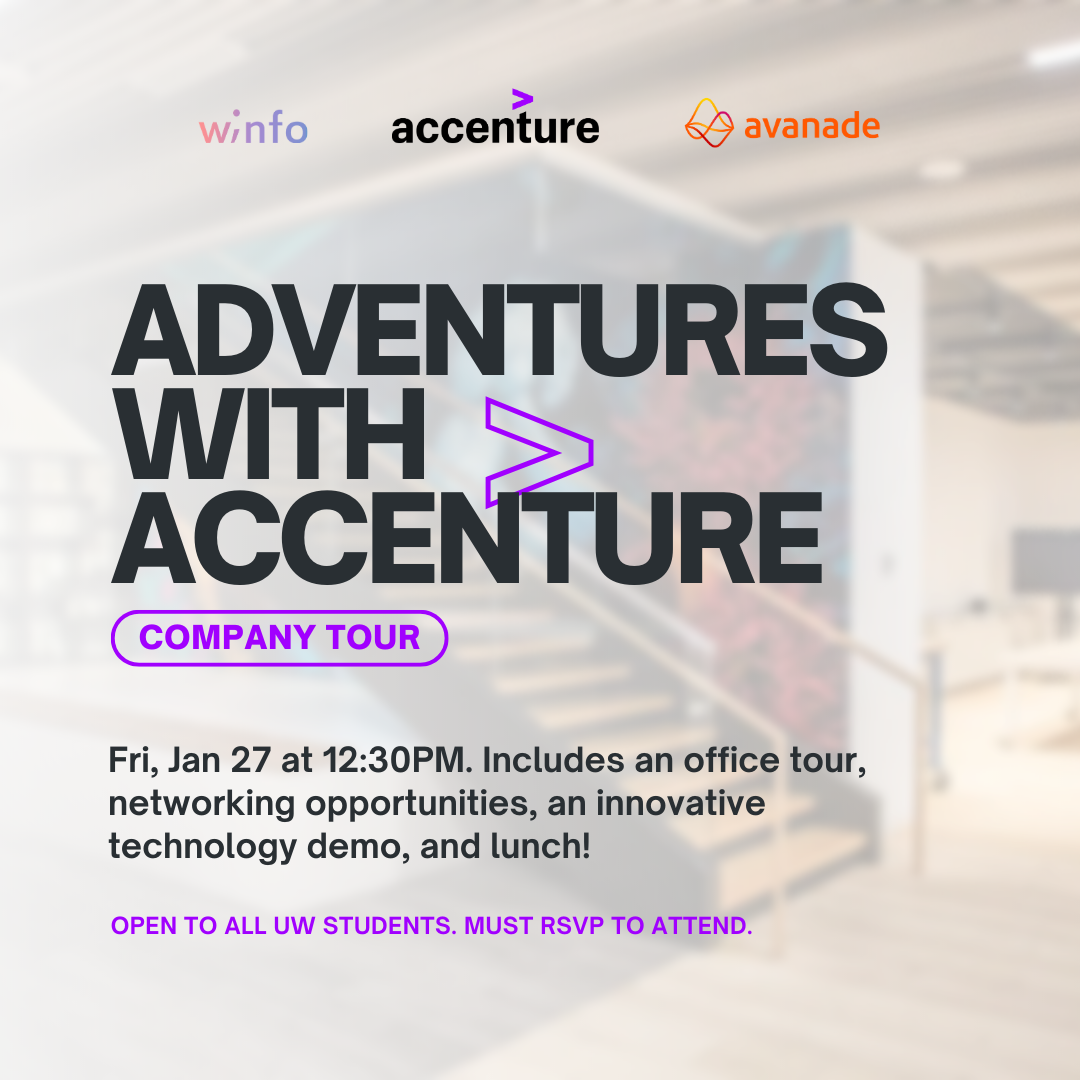 winfo
accenture
avanade
ADVENTURES
WITH
ACCENTURE
COMPANY TOUR
Fri, Jan 27 at 12:30PM. Includes an office tour,
networking opportunities, an innovative
technology demo, and lunch!
OPEN TO ALL UW STUDENTS. MUST RSVP TO ATTEND.